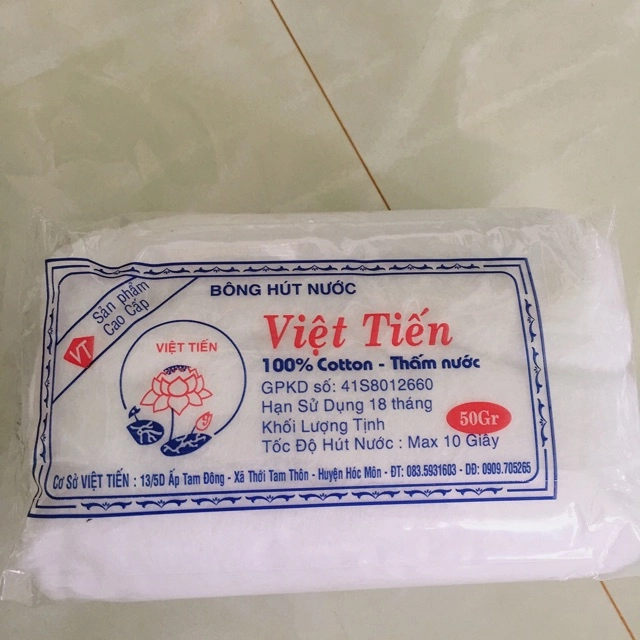 Sản phẩm
Cao Cấp
VT
BÔNG HÚT NƯỚC
Việt Tiến
VIỆT TIẾN
100% Cotton - Thấm nước
GPKD số: 41S8012660
Hạn Sử Dụng 18 tháng
Khối Lượng Tịnh
50Gr
Tốc Độ Hút Nước : Max 10 Giây
Cơ Sở VIỆT TIẾN : 13/5D Ấp Tam Đông - Xã Thới Tam Thôn - Huyện Hóc Môn - ĐT: 083.5931603 - DĐ: 0909.705265